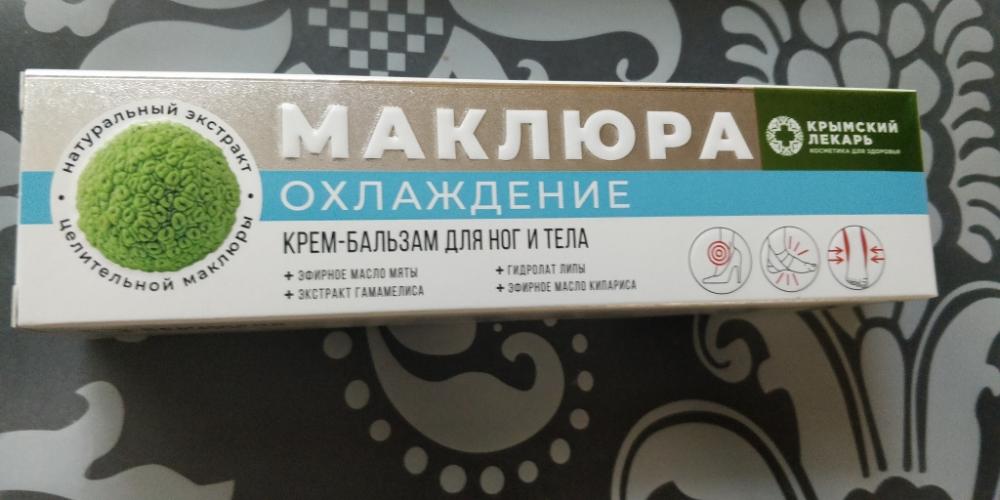 натуральный экстракт
целительной маклюры
МАКЛЮРА
КРЫМСКИЙ
ЛЕКАРЬ
КОСМЕТИКА ДЛЯ ЗДОРОВЬЯ
ОХЛАЖДЕНИЕ
КРЕМ-БАЛЬЗАМ ДЛЯ НОГ И ТЕЛА
+ ЭФИРНОЕ МАСЛО МЯТЫ
+ ЭКСТРАКТ ГАМАМЕЛИСА
+ ГИДРОЛАТ ЛИПЫ
+ ЭФИРНОЕ МАСЛО КИПАРИСА